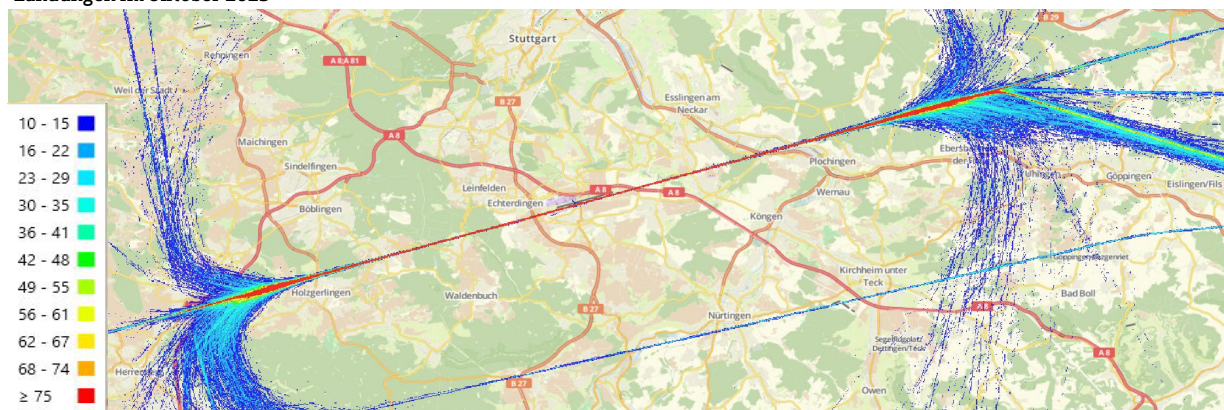 B 29
Stuttgart
Renningen
A 8;A 81
Weil der Stadt
Esslingen am
Neckar
B 27
10 - 15
16 - 22
23 - 29
30 - 35
36 - 41
42 - 48
49 - 55
56 - 61
62 - 67
68 - 74
≥ 75
A 8
Maichingen
Sindelfingen
Plochingen
Göppingen
Eislingen/Fils
Leinfelden
Echterdingen
A 8
A 8
Wernau
Böblingen
Köngen
Kirchheim unter
Teck
Holzgerlingen
Waldenbuch
Bad Boll
B 27
Nürtingen
A 8
A 8
B 27
Owen